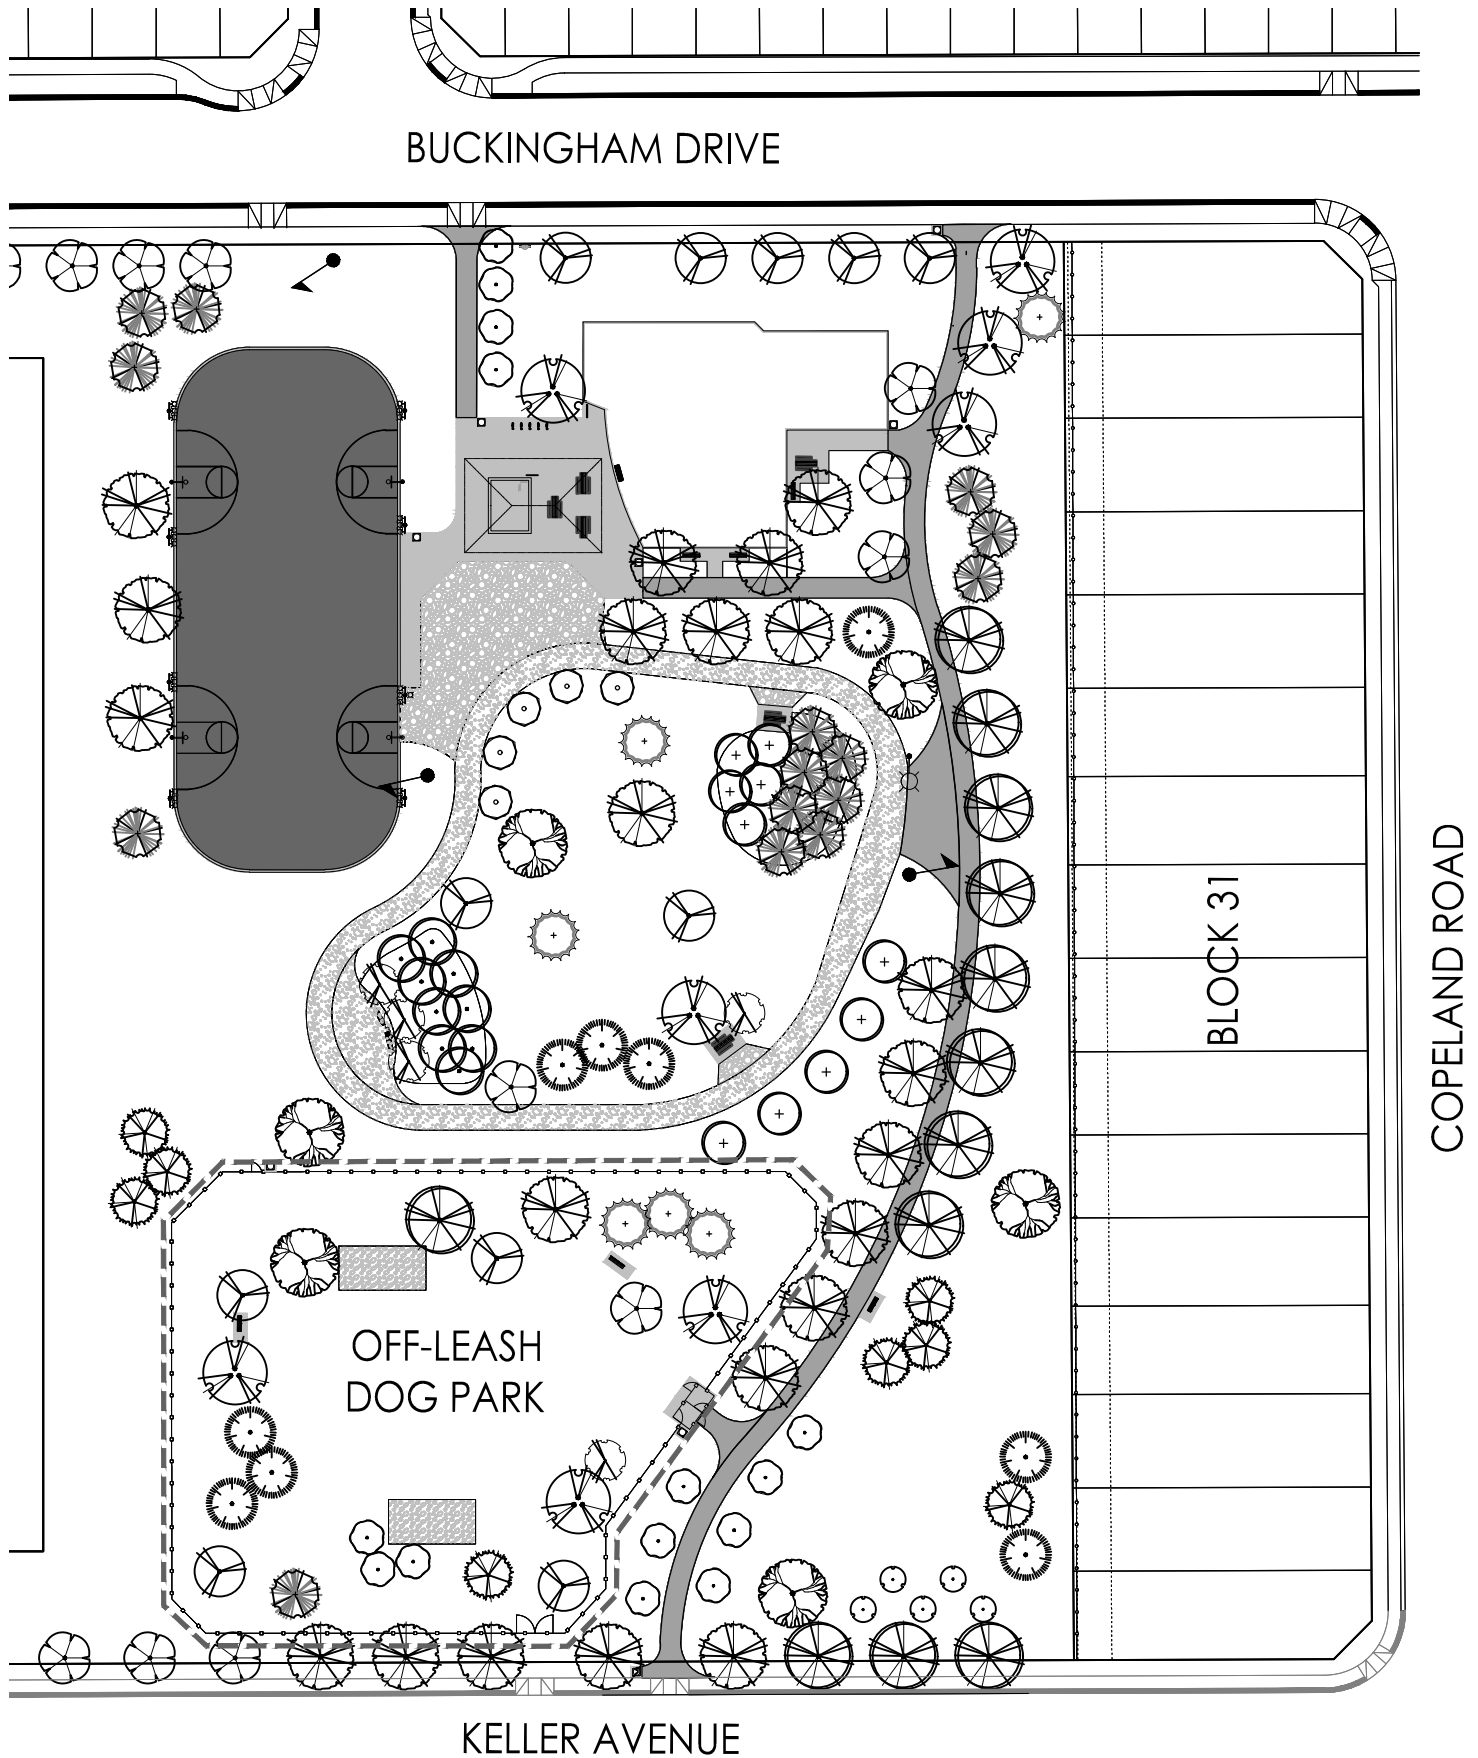 BUCKINGHAM DRIVE
BLOCK 31
COPELAND ROAD
OFF-LEASH
DOG PARK
KELLER AVENUE